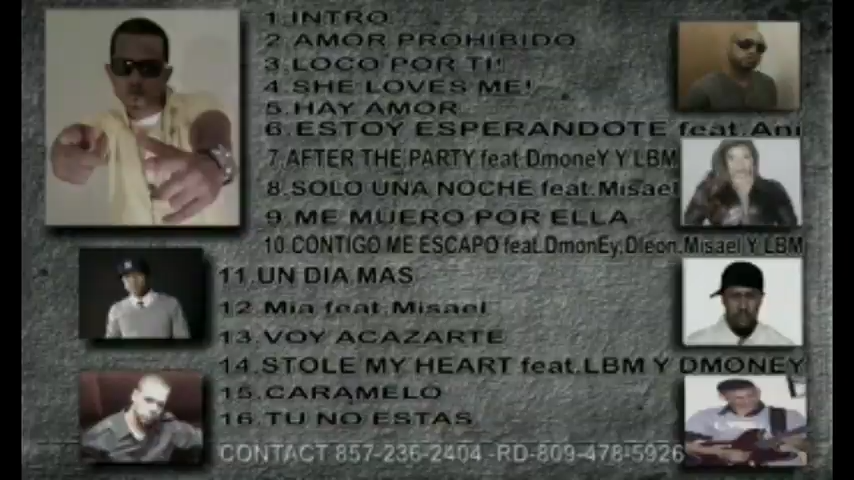 1.INTRO
2.AMOR PROHIBIDO
3.LOCO POR TI!
4.SHE LOVES ME!
5.HAY AMOR
6.ESTOY ESPERANDOTE feat.Ani
7.AFTER THE PARTY feat.DmoneY Y LBM
8.SOLO UNA NOCHE feat.Misael
9.ME MUERO POR ELLA
10.CONTIGO ME ESCAPO feat.DmonEy,Dleon.Misael Y LBM
11.UN DIA MAS
12.Mia feat.Misael
13.VOY ACAZARTE
14.STOLE MY HEART feat.LBM Y DMONEY
15.CARAMELO
16.TU NO ESTAS
CONTACT 857-236-2404 -RD-809-478-5926